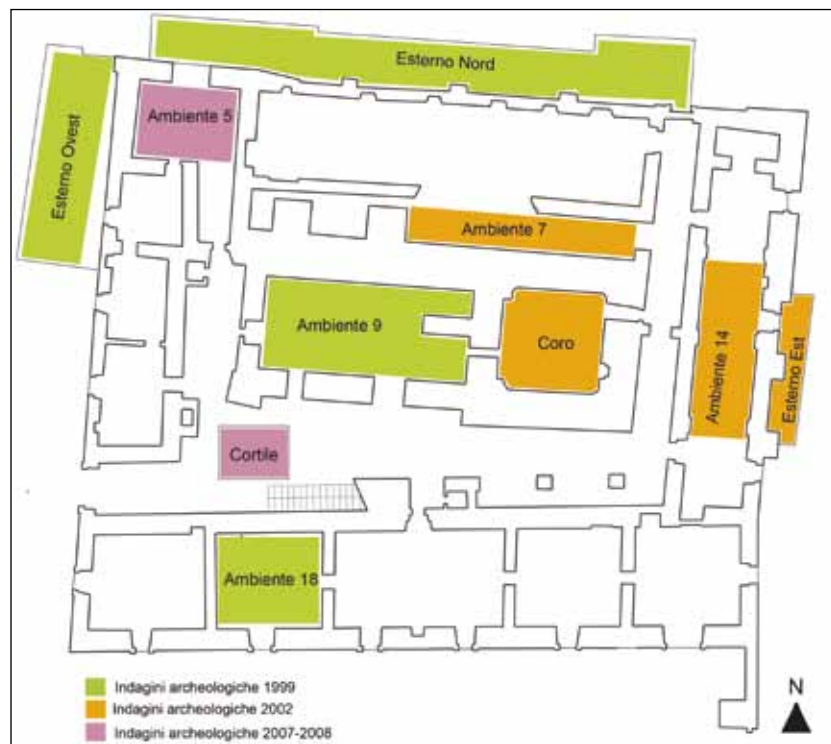 Esterno Nord
Ambiente 5
Esterno Ovest
Ambiente 7
Ambiente 9
Coro
Ambiente 14
Esterno Est
Cortile
Ambiente 18
Indagini archeologiche 1999
Indagini archeologiche 2002
Indagini archeologiche 2007-2008
N